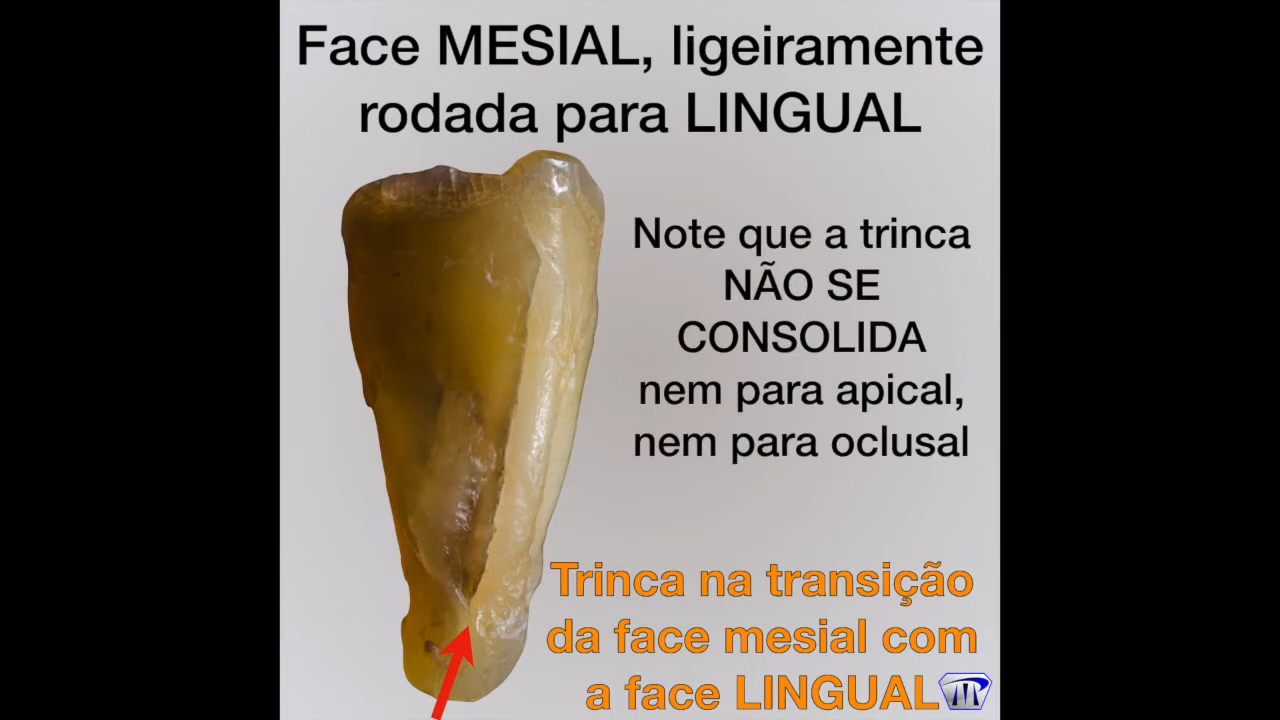 Face MESIAL, ligeiramente
rodada para LINGUAL
Note que a trinca
NÃO SE
CONSOLIDA
nem para apical,
nem para oclusal
Trinca na transição
da face mesial com
a face LINGUAL